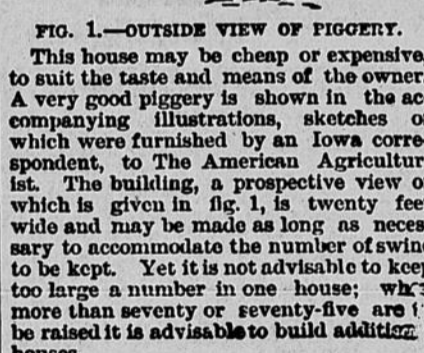 FIG. 1.—OUTSIDE VIEW OF PIGGERY.
This house may be cheap or expensive,
to suit the taste and means of the owner
A very good piggery is shown in the ac
companying illustrations, sketches o
which were furnished by an Iowa corre
spondent, to The American Agricultur
ist. The building, a prospective view o
which is given in fig. 1, is twenty fee
wide and may be made as long as neces
sary to accommodate the number of swin
to be kept. Yet it is not advisable to keep
too large a number in one house;
more than seventy or seventy-five are
be raised it is advisable to build
houses